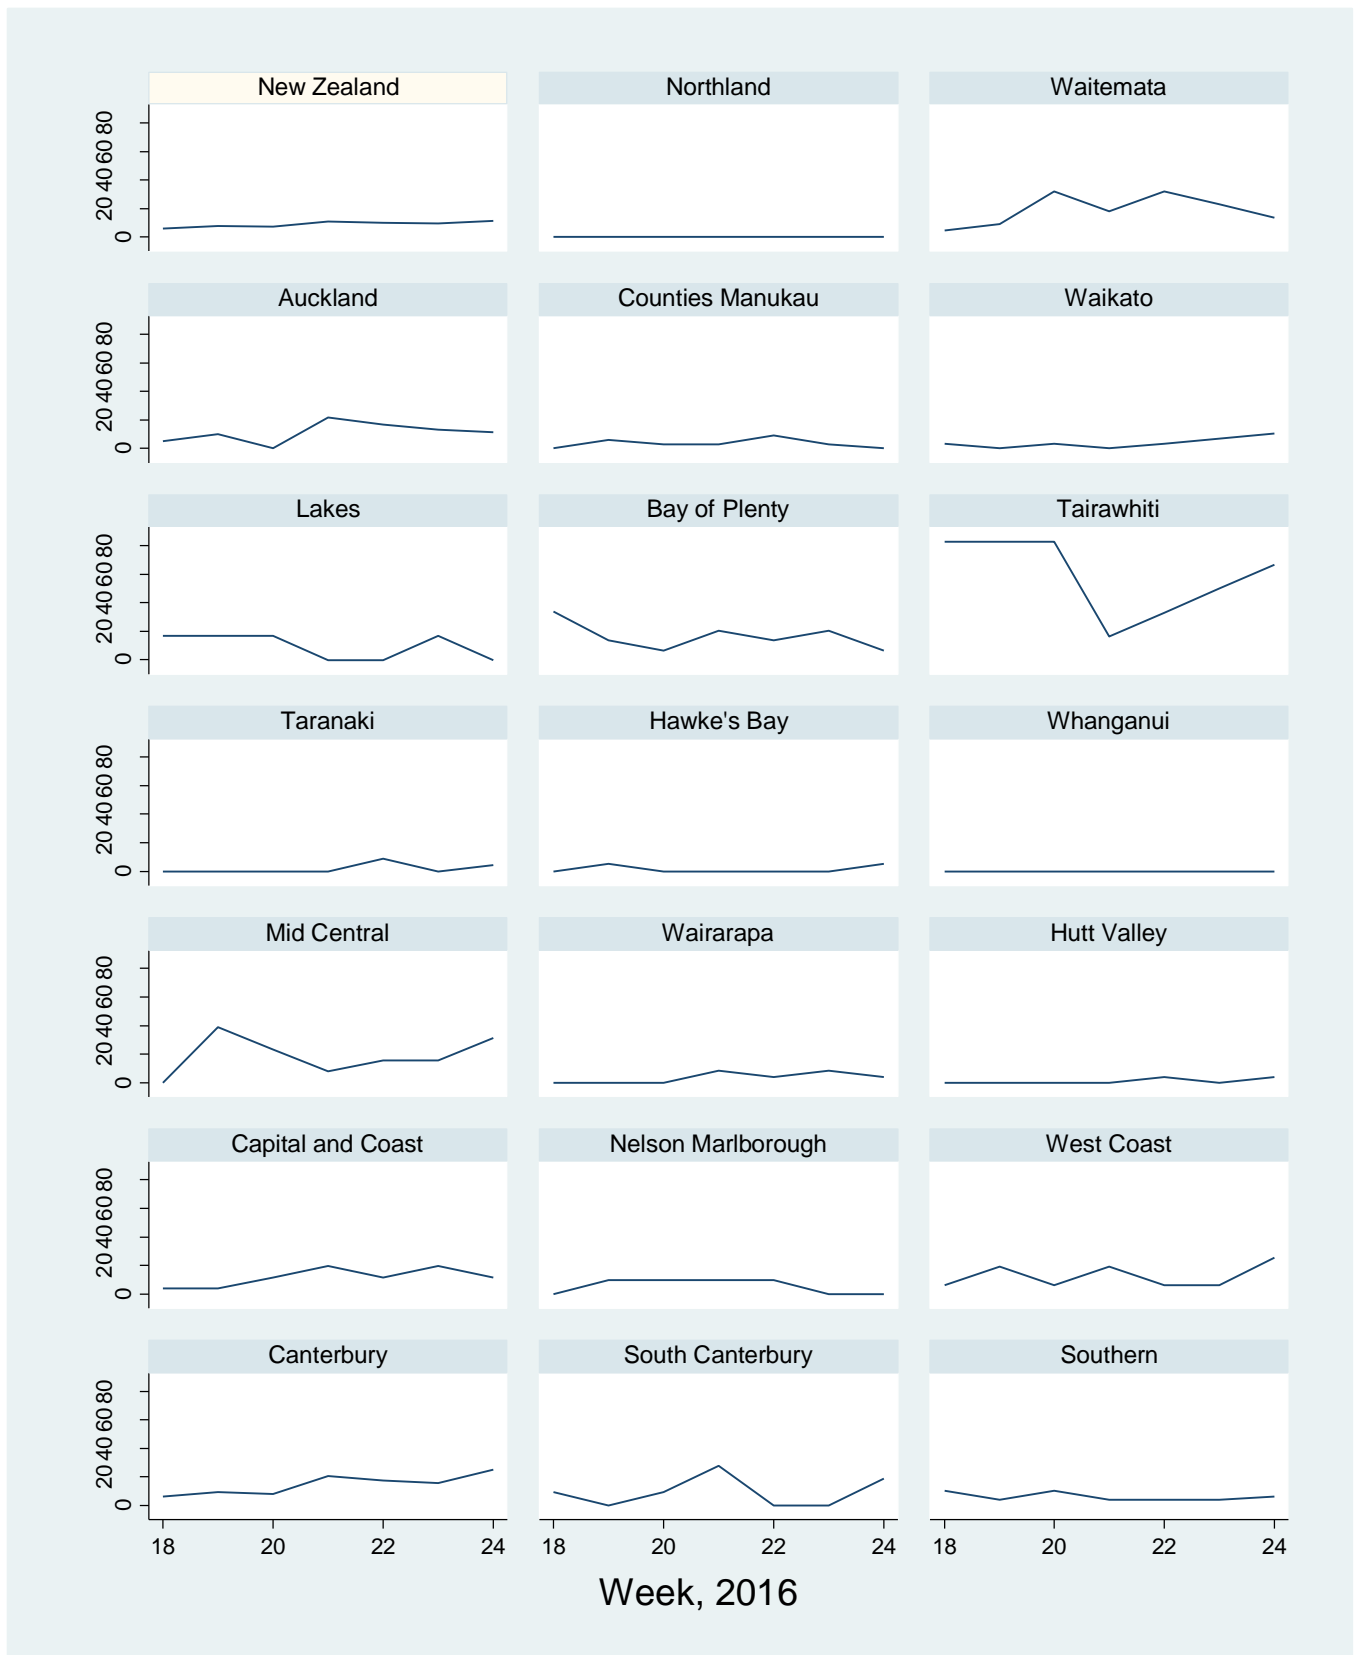 New Zealand Northland Waitemata
0 20 40 60 80
Auckland Counties Manukau Waikato
0 20 40 60 80
Lakes Bay of Plenty Tairawhiti
0 20 40 60 80
Taranaki Hawke's Bay Whanganui
0 20 40 60 80
Mid Central Wairarapa Hutt Valley
0 20 40 60 80
Capital and Coast Nelson Marlborough West Coast
0 20 40 60 80
Canterbury South Canterbury Southern
0 20 40 60 80
18 20 22 24 18 20 22 24 18 20 22 24
Week, 2016